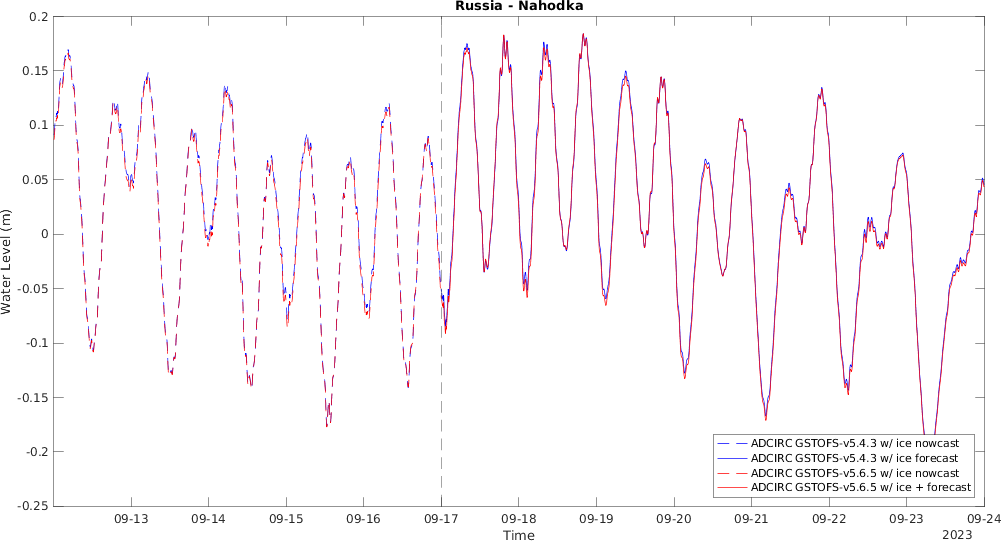 Russia - Nahodka
0.2
0.15
0.1
0.05
0
-0.05
-0.1
-0.15
-0.2
-0.25
Water Level (m)
ADCIRC GSTOFS-v5.4.3 w/ ice nowcast
ADCIRC GSTOFS-v5.4.3 w/ ice forecast
ADCIRC GSTOFS-v5.6.5 w/ ice nowcast
ADCIRC GSTOFS-v5.6.5 w/ ice + forecast
09-13 09-14 09-15 09-16 09-17 09-18 09-19 09-20 09-21 09-22 09-23 09-24
Time
2023